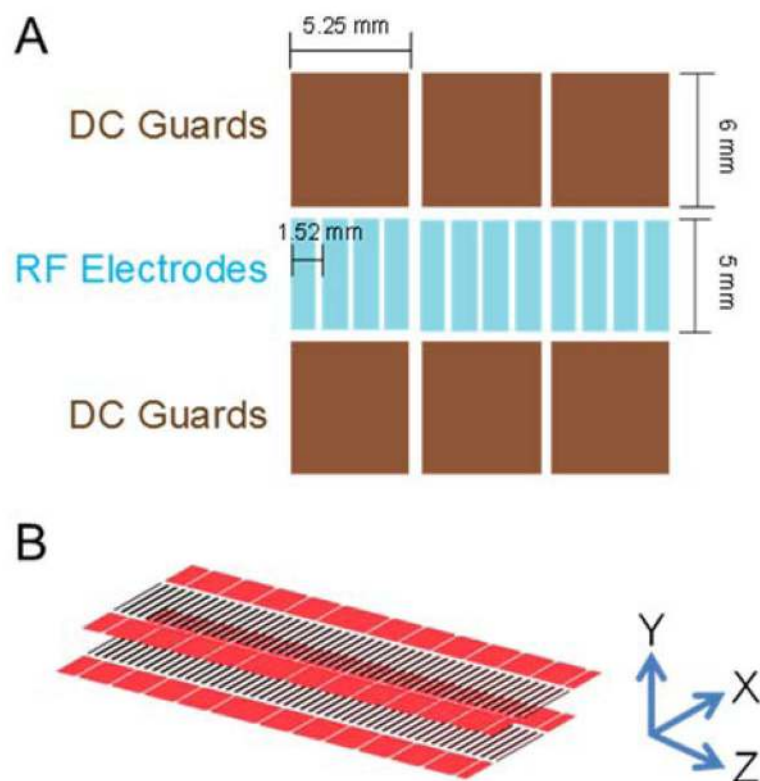 A
5.25 mm
DC Guards
6 mm
1.52 mm
RF Electrodes
5 mm
DC Guards
B
Y
X
Z